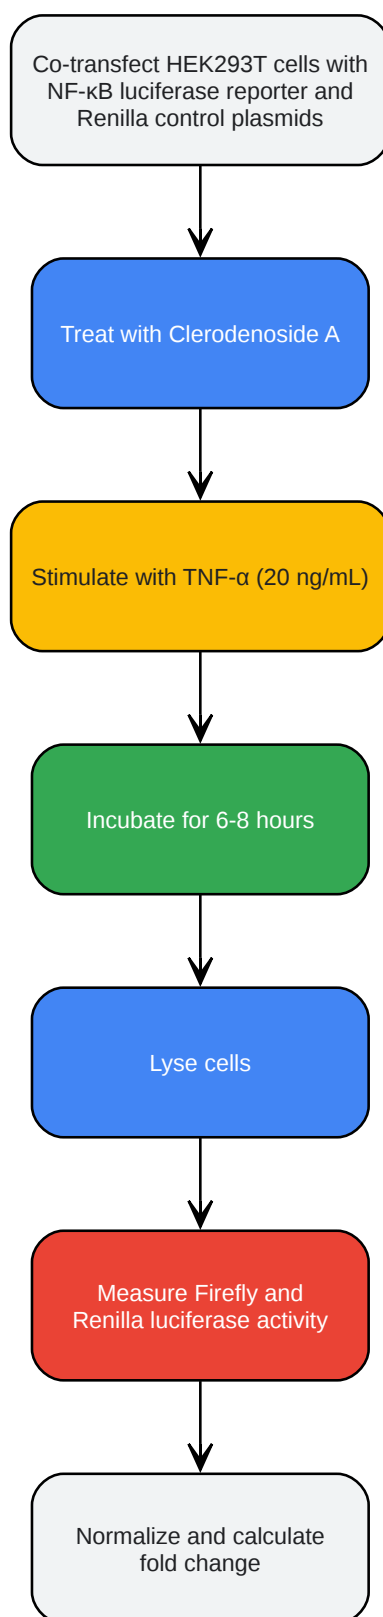 Co-transfect HEK293T cells with
NF-κB luciferase reporter and
Renilla control plasmids
Treat with Clerodenoside A
Stimulate with TNF-α (20 ng/mL)
Incubate for 6-8 hours
Lyse cells
Measure Firefly and
Renilla luciferase activity
Normalize and calculate
fold change